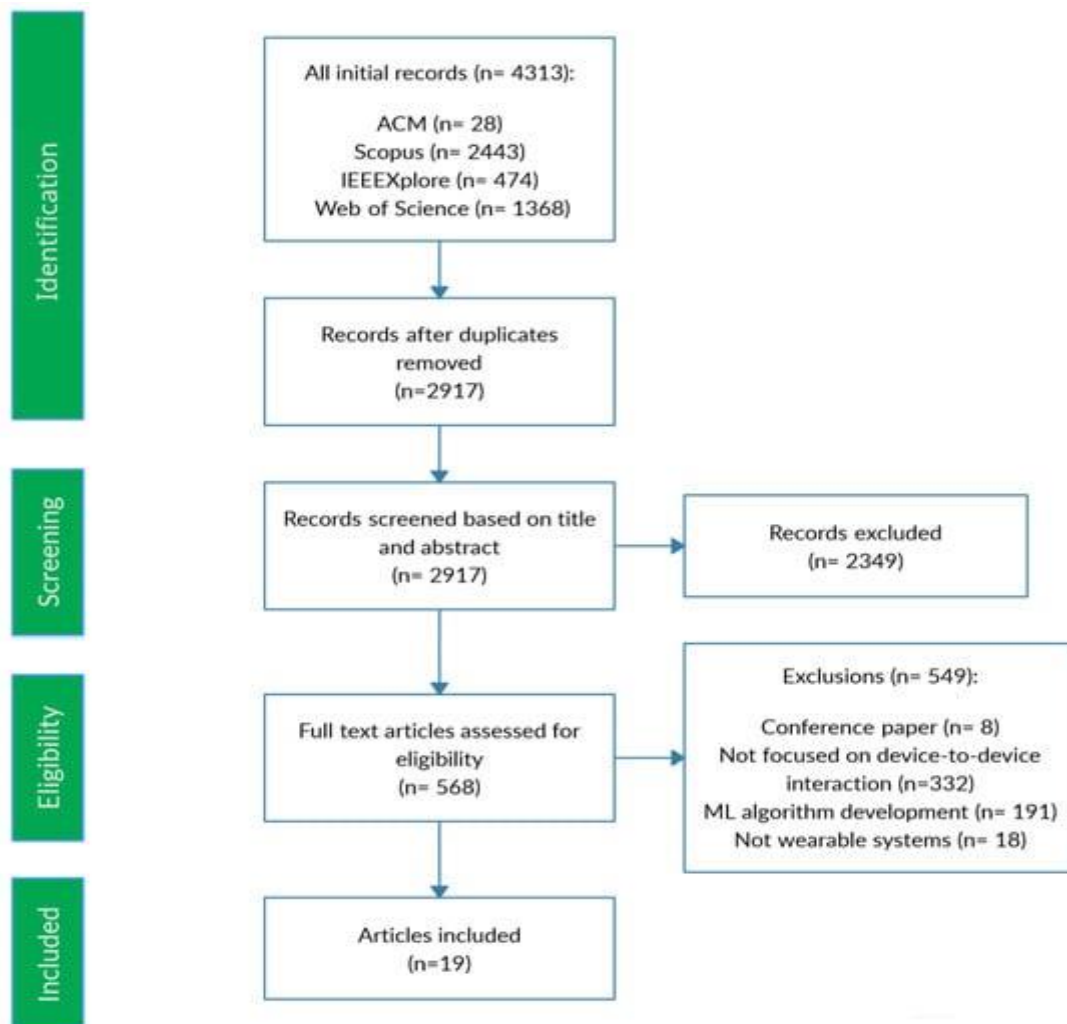 Identification
All initial records (n= 4313):
ACM (n= 28)
Scopus (n= 2443)
IEEEXplore (n= 474)
Web of Science (n= 1368)
Records after duplicates
removed
(n=2917)
Screening
Records screened based on title
and abstract
(n= 2917)
Records excluded
(n= 2349)
Eligibility
Full text articles assessed for
eligibility
(n= 568)
Exclusions (n= 549):
Conference paper (n= 8)
Not focused on device-to-device
interaction (n=332)
ML algorithm development (n= 191)
Not wearable systems (n= 18)
Included
Articles included
(n=19)